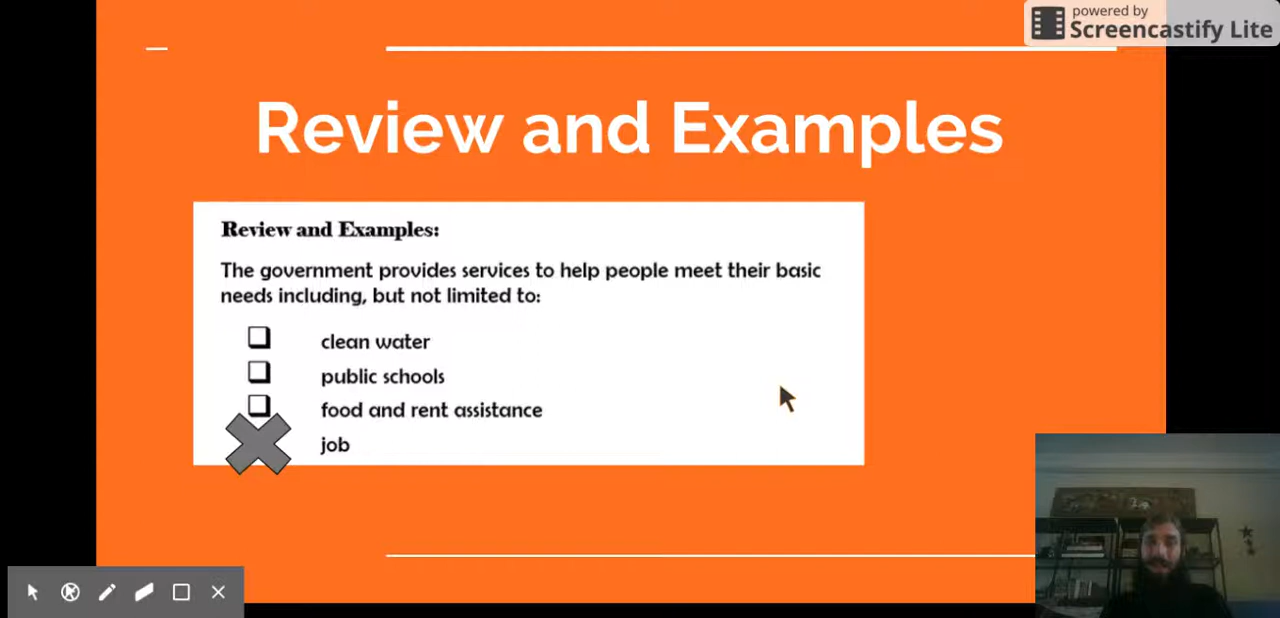 powered by
Screencastify Lite
Review and Examples
Review and Examples:
The government provides services to help people meet their basic
needs including, but not limited to:
clean water
public schools
food and rent assistance
job